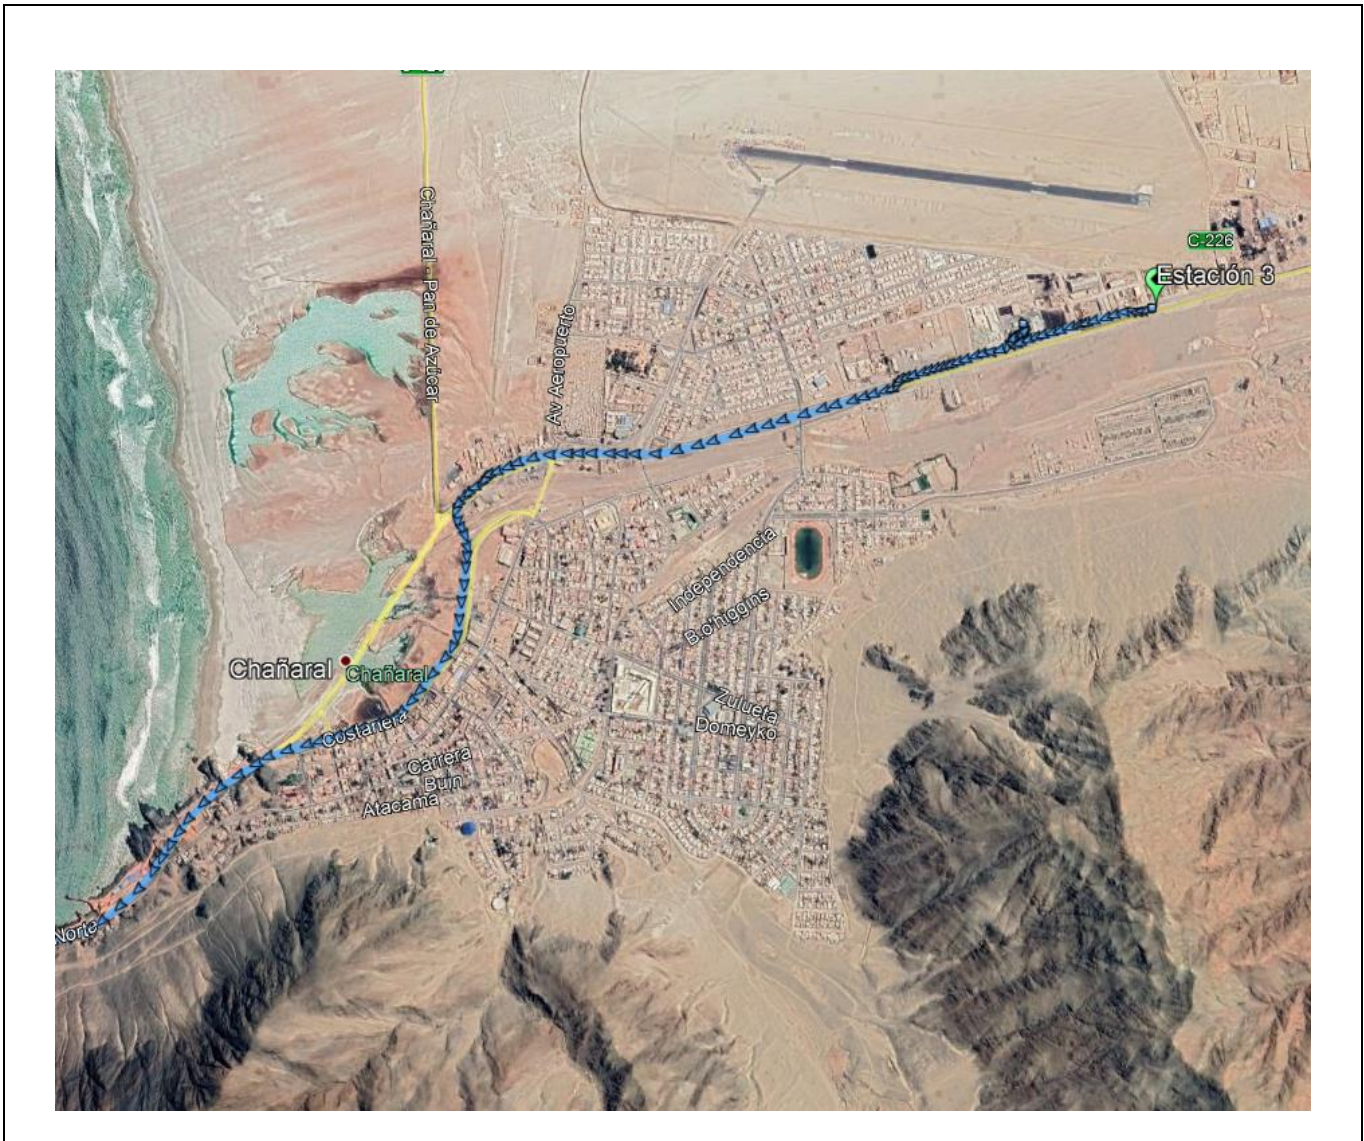 C-226
Estación 3
Chañaral - Pan de Azúcar
Av Aeropuerto
Independencia
B.o'higgins
Chañaral
Chañaral
Zulueta
Costanera
Domeyko
Carrera
Buin
Atacama
Norte